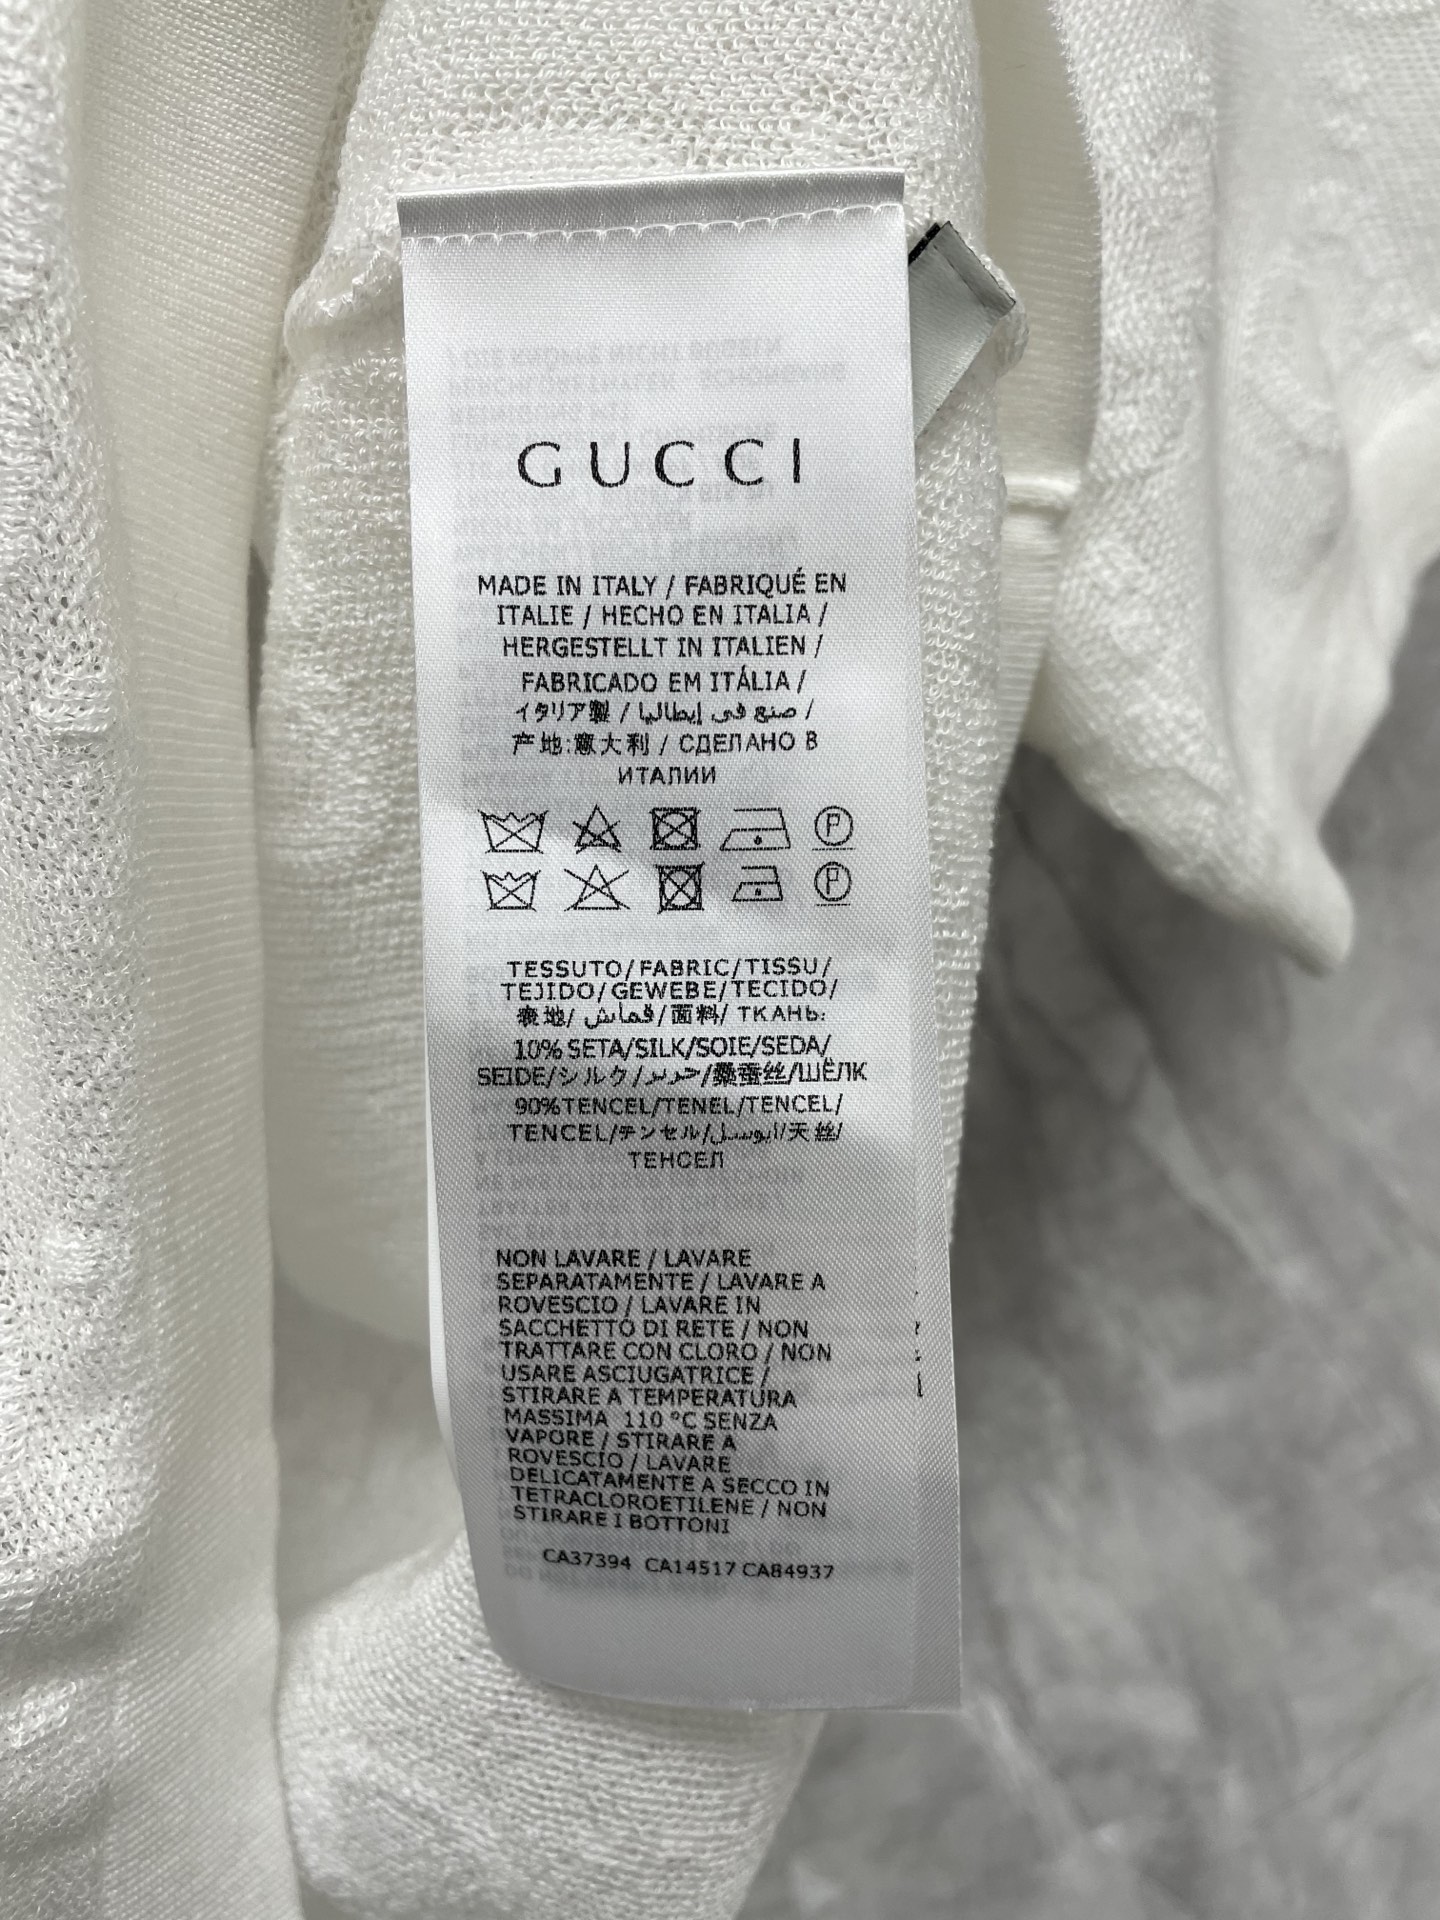 GUCCI
MADE IN ITALY / FABRIQUÉ EN
ITALIE / HECHO EN ITALIA /
HERGESTELLT IN ITALIEN /
FABRICADO EM ITÁLIA /
イタリア製 / صنع في إيطاليا /
产地:意大利 / СДЕЛАНО В
ИТАЛИИ
P
P
TESSUTO/FABRIC/TISSU/
TEJIDO/GEWEBE/TECIDO/
表地/ قماش/面料/ ТКАНЬ:
10% SETA/SILK/SOIE/SEDA/
SEIDE/シルク/حرير/桑蚕丝/ШЁЛК
90%TENCEL/TENEL/TENCEL/
TENCEL/テンセル/天丝/
ТЕНСЕЛ
NON LAVARE / LAVARE
SEPARATAMENTE / LAVARE A
ROVESCIO / LAVARE IN
SACCHETTO DI RETE / NON
TRATTARE CON CLORO / NON
USARE ASCIUGATRICE /
STIRARE A TEMPERATURA
MASSIMA 110 °C SENZA
VAPORE / STIRARE A
ROVESCIO / LAVARE
DELICATAMENTE A SECCO IN
TETRACLOROETILENE / NON
STIRARE I BOTTONI
CA37394 CA14517 CA84937